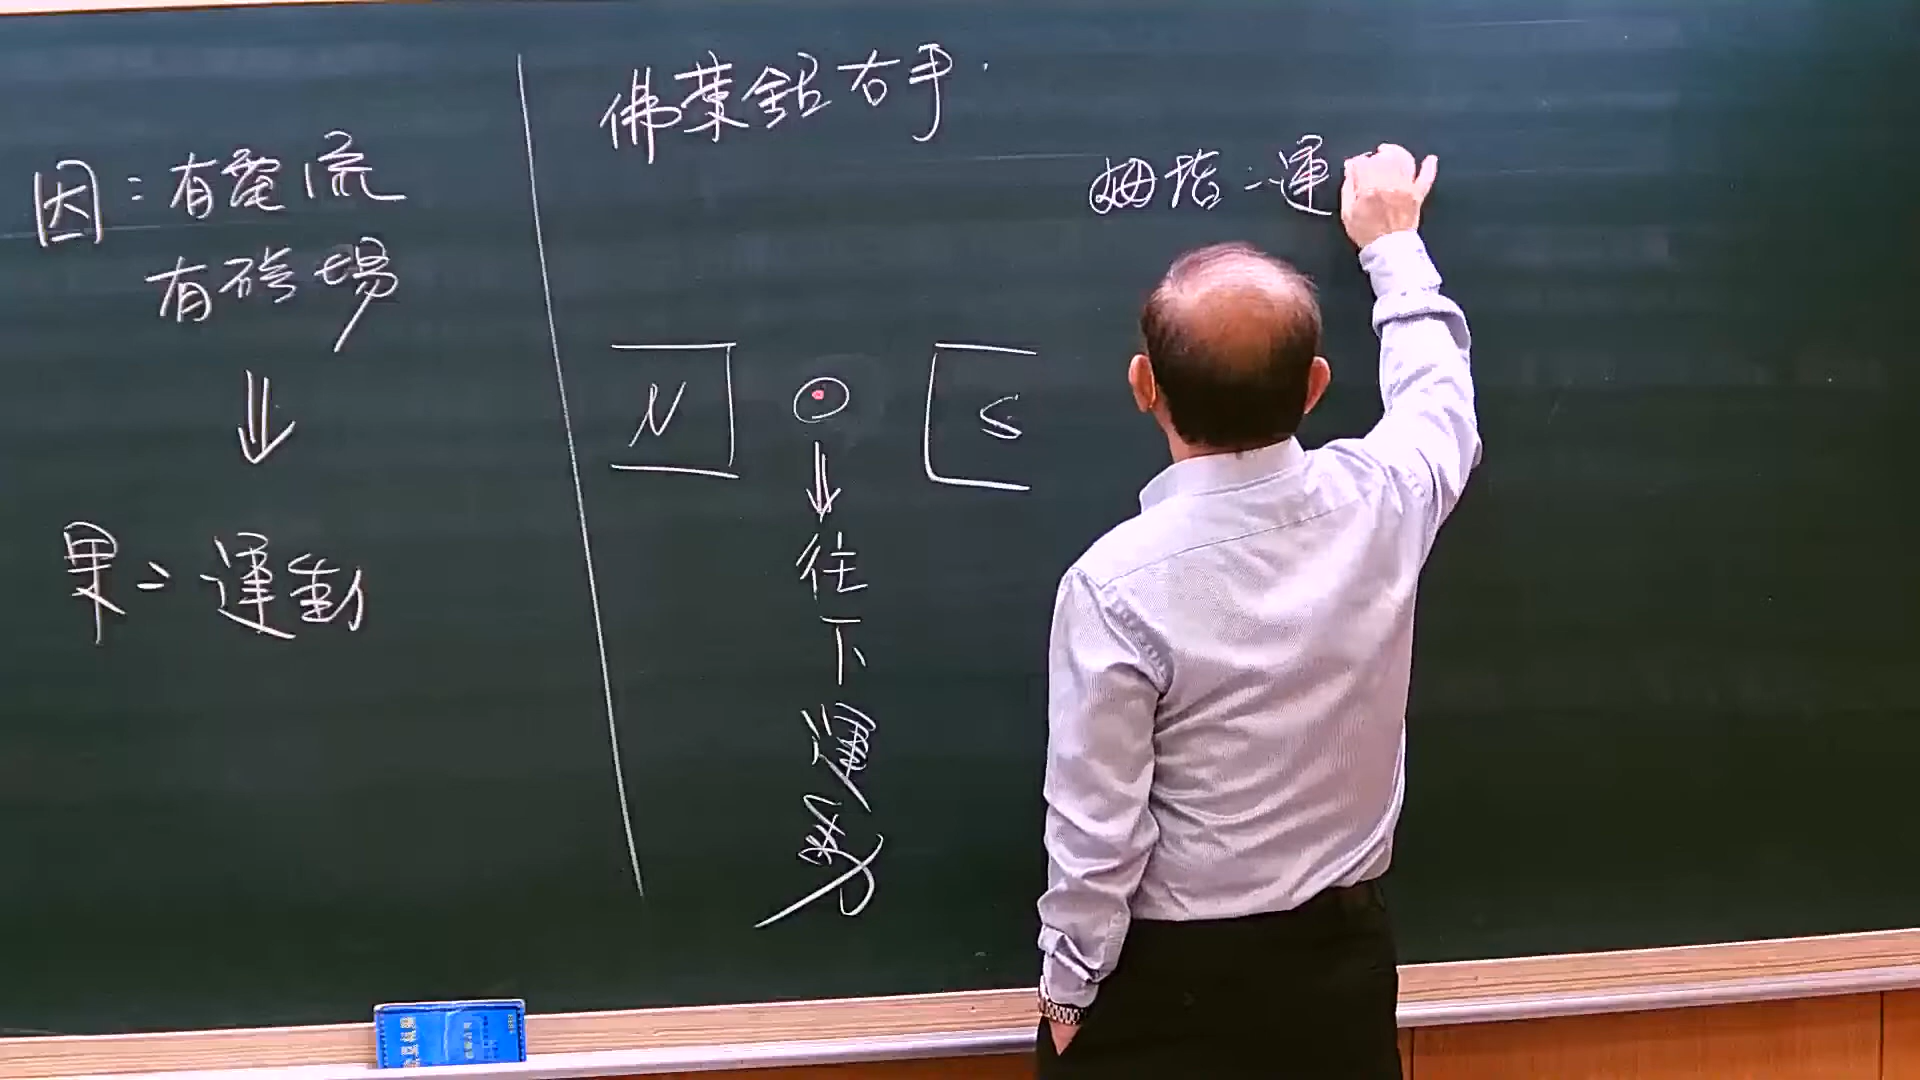 因：有電流
有磁場
⇓
果：運動
佛萊銘右手
N ⊙ S
⇓
往
下
運
動
姆指：運